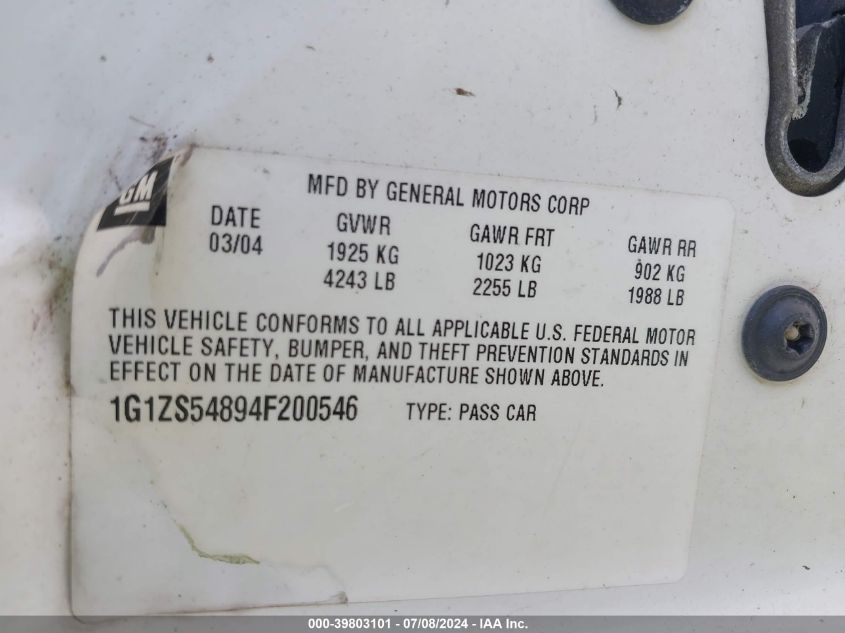 GM
MFD BY GENERAL MOTORS CORP
DATE GVWR GAWR FRT GAWR RR
03/04 1925 KG 1023 KG 902 KG
4243 LB 2255 LB 1988 LB
THIS VEHICLE CONFORMS TO ALL APPLICABLE U.S. FEDERAL MOTOR
VEHICLE SAFETY, BUMPER, AND THEFT PREVENTION STANDARDS IN
EFFECT ON THE DATE OF MANUFACTURE SHOWN ABOVE.
1G1ZS54894F200546 TYPE: PASS CAR
000-39803101 - 07/08/2024 - IAA Inc.